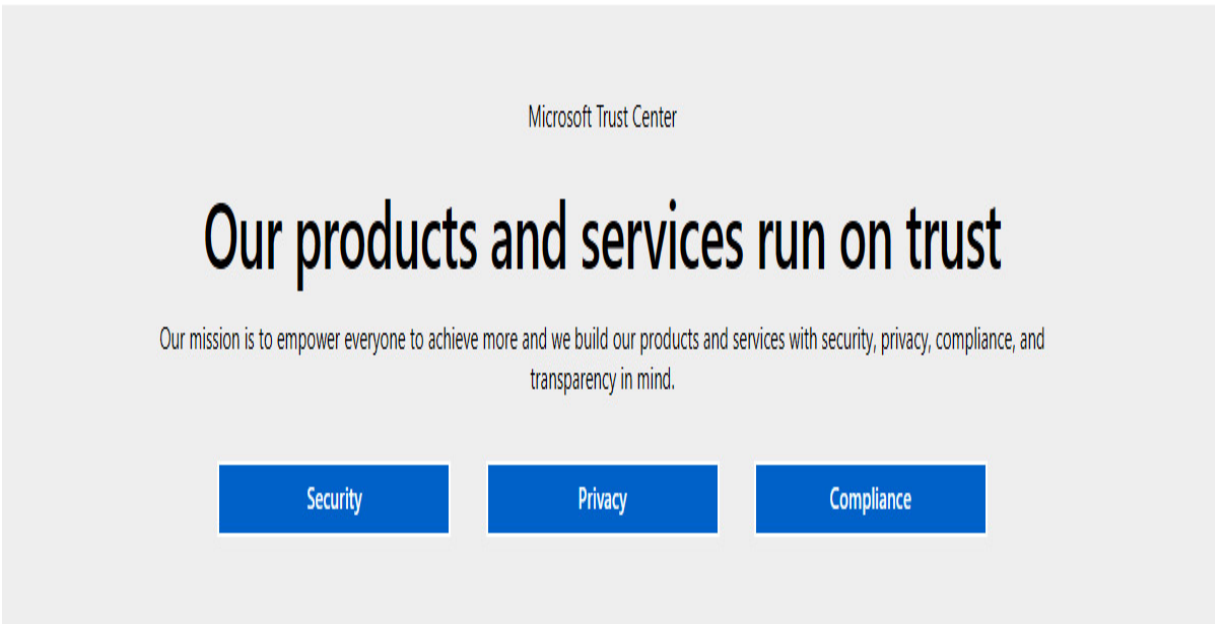 Microsoft Trust Center
Our products and services run on trust
Our mission is to empower everyone to achieve more and we build our products and services with security, privacy, compliance, and
transparency in mind.
Security
Privacy
Compliance